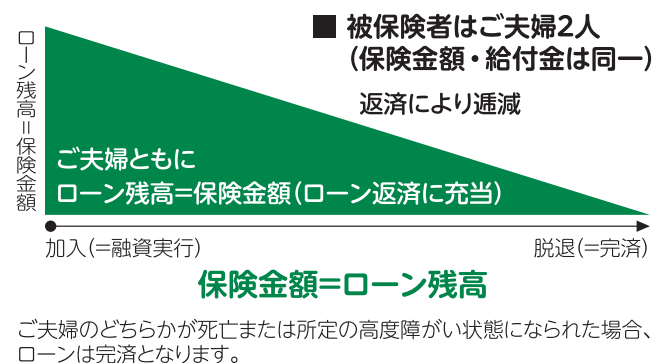 ■ 被保険者はご夫婦2人
（保険金額・給付金は同一）
返済により逓減
ローン残高＝保険金額
ご夫婦ともに
ローン残高=保険金額（ローン返済に充当）
加入(=融資実行)
脱退(=完済)
保険金額=ローン残高
ご夫婦のどちらかが死亡または所定の高度障がい状態になられた場合、
ローンは完済となります。